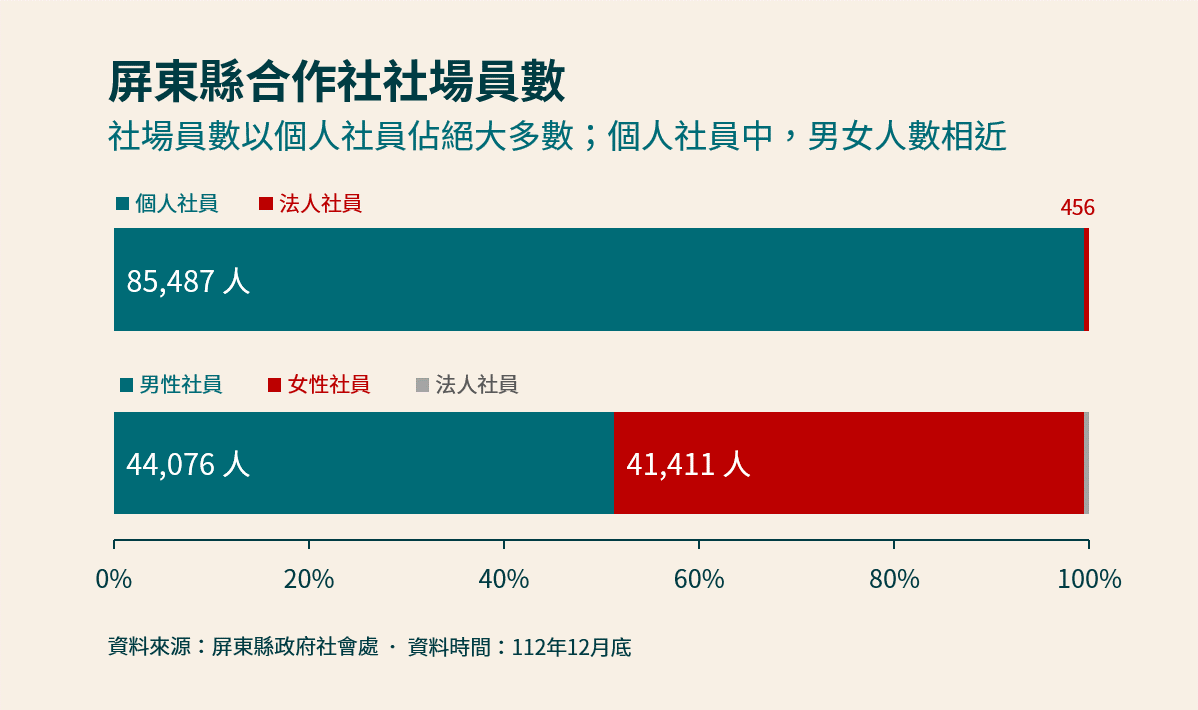 屏東縣合作社社場員數
社場員數以個人社員佔絕大多數；個人社員中，男女人數相近
個人社員 法人社員
456
85,487 人
男性社員 女性社員 法人社員
44,076 人 41,411 人
0% 20% 40% 60% 80% 100%
資料來源：屏東縣政府社會處 ・ 資料時間：112年12月底